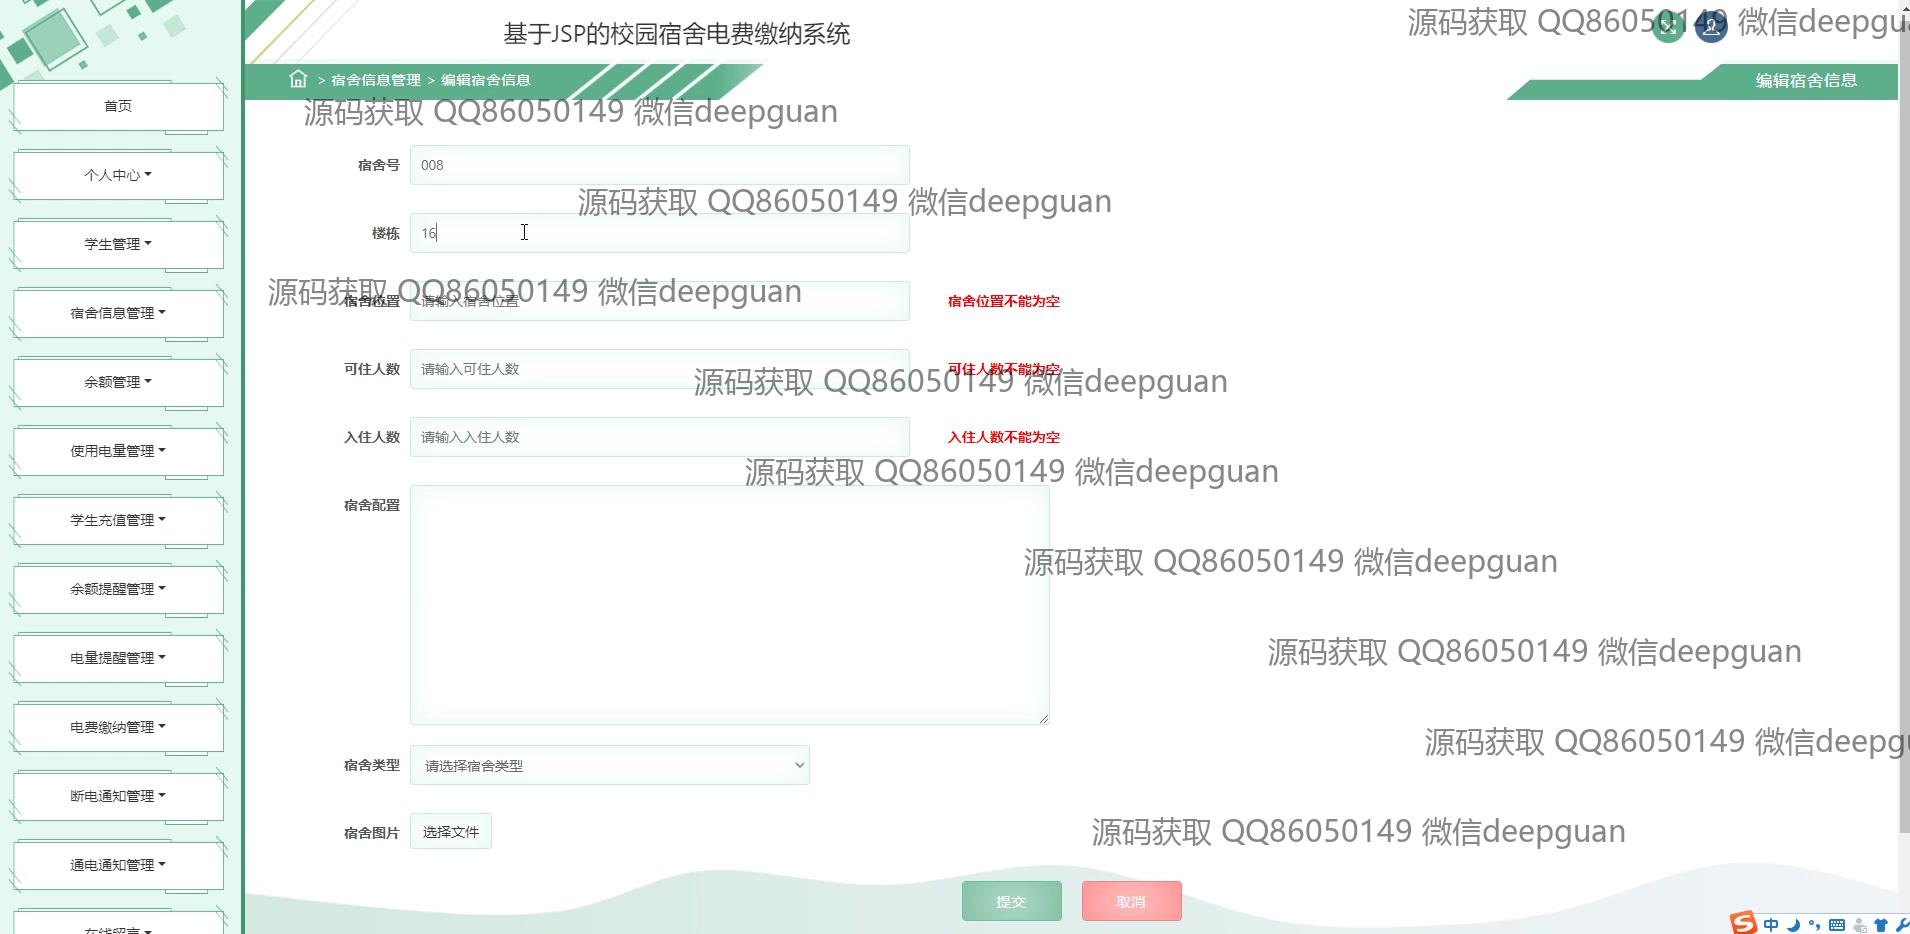 基于JSP的校园宿舍电费缴纳系统
源码获取 QQ86050149 微信deepgu
> 宿舍信息管理 > 编辑宿舍信息
编辑宿舍信息
源码获取 QQ86050149 微信deepguan
首页
个人中心
学生管理
宿舍信息管理
余额管理
使用电量管理
学生充值管理
余额提醒管理
电量提醒管理
电费缴纳管理
断电通知管理
通电通知管理
在线留言
宿舍号 008
源码获取 QQ86050149 微信deepguan
楼栋 16
源码获取 QQ86050149 微信deepguan
宿舍位置 请输入宿舍位置 宿舍位置不能为空
可住人数 请输入可住人数 可住人数不能为空
源码获取 QQ86050149 微信deepguan
入住人数 请输入入住人数 入住人数不能为空
源码获取 QQ86050149 微信deepguan
宿舍配置
源码获取 QQ86050149 微信deepguan
源码获取 QQ86050149 微信deepguan
源码获取 QQ86050149 微信deepgu
宿舍类型 请选择宿舍类型
宿舍图片 选择文件
源码获取 QQ86050149 微信deepguan
提交 取消
中